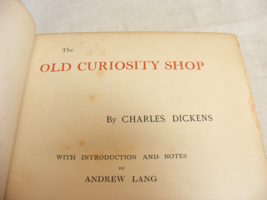 The
OLD CURIOSITY SHOP
By CHARLES DICKENS
WITH INTRODUCTION AND NOTES
BY
ANDREW LANG